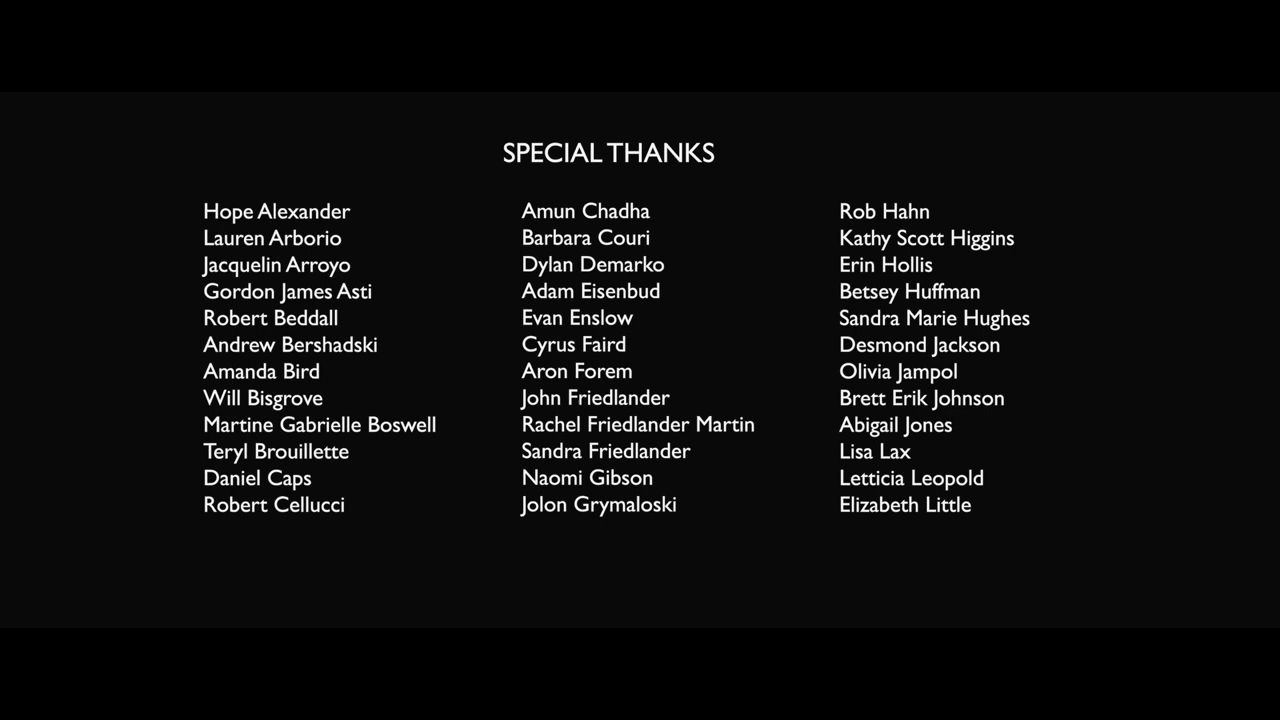 SPECIAL THANKS
Hope Alexander
Lauren Arborio
Jacquelin Arroyo
Gordon James Asti
Robert Beddall
Andrew Bershadski
Amanda Bird
Will Bisgrove
Martine Gabrielle Boswell
Teryl Brouillette
Daniel Caps
Robert Cellucci
Amun Chadha
Barbara Couri
Dylan Demarko
Adam Eisenbud
Evan Enslow
Cyrus Faird
Aron Forem
John Friedlander
Rachel Friedlander Martin
Sandra Friedlander
Naomi Gibson
Jolon Grymaloski
Rob Hahn
Kathy Scott Higgins
Erin Hollis
Betsey Huffman
Sandra Marie Hughes
Desmond Jackson
Olivia Jampol
Brett Erik Johnson
Abigail Jones
Lisa Lax
Letticia Leopold
Elizabeth Little